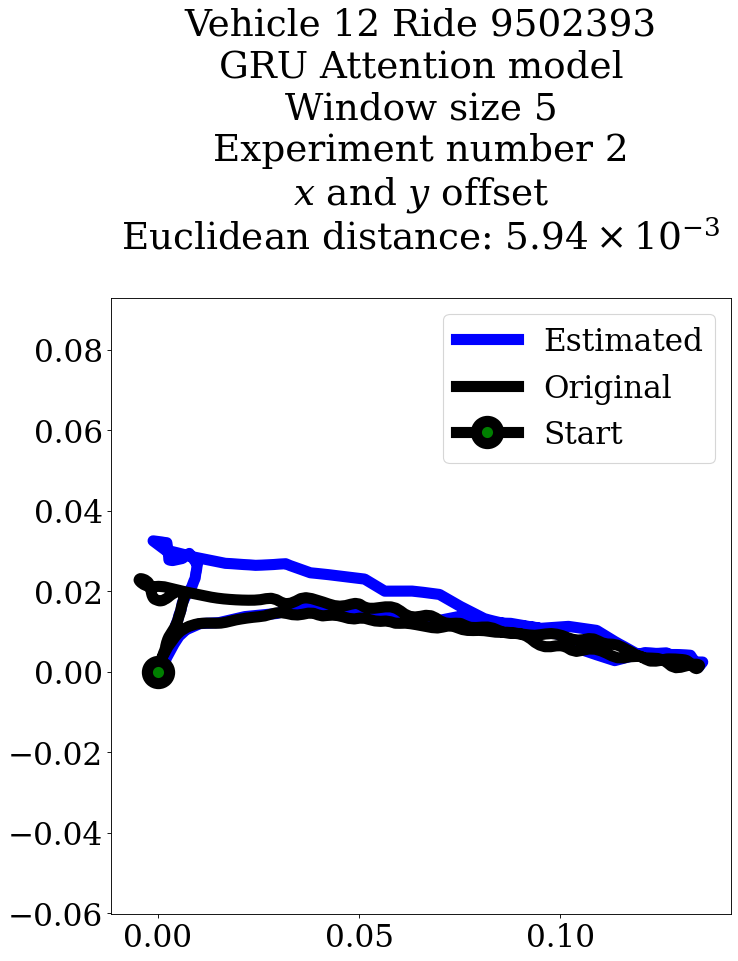 Vehicle 12 Ride 9502393
GRU Attention model
Window size 5
Experiment number 2
x and y offset
Euclidean distance: 5.94 × 10⁻³
Estimated
Original
Start
0.08
0.06
0.04
0.02
0.00
−0.02
−0.04
−0.06
0.00 0.05 0.10